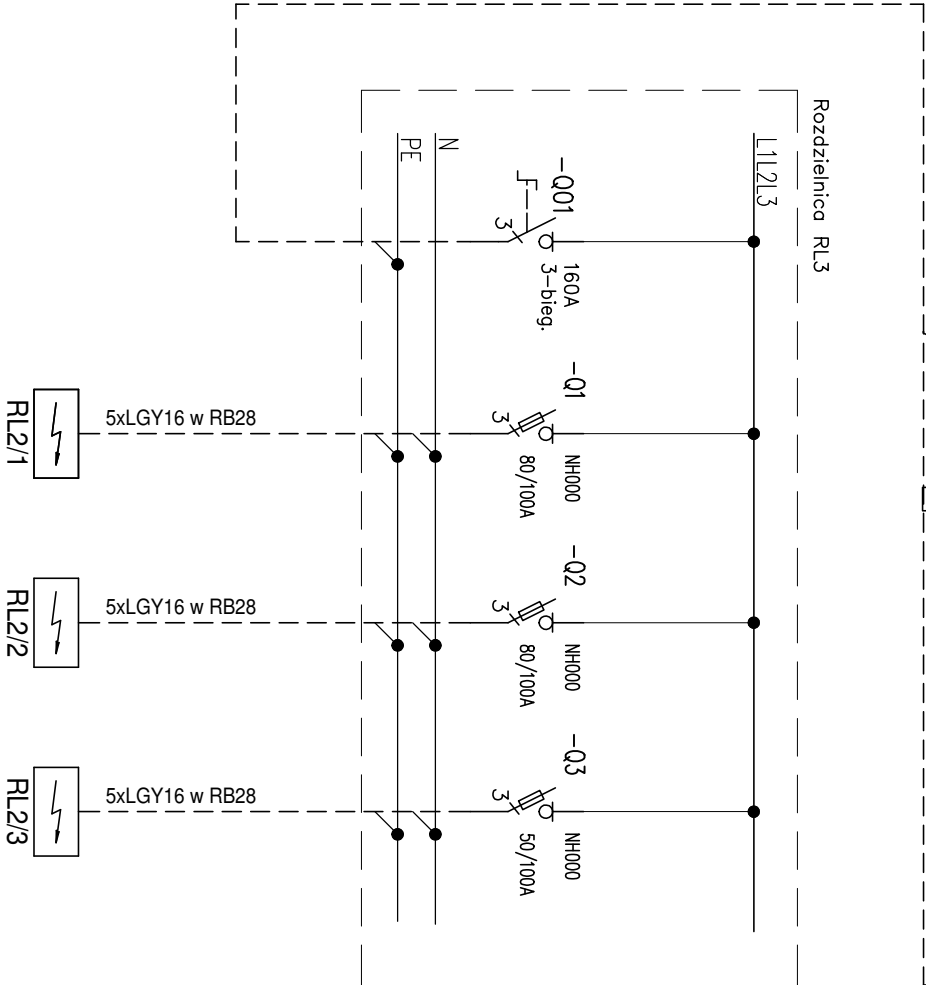 Rozdzielnica RL3
L1L2L3
N
PE
-Q01
3
160A
3-bieg.
-Q1
3
NH000
80/100A
5xLGY16 w RB28
RL2/1
-Q2
3
NH000
80/100A
5xLGY16 w RB28
RL2/2
-Q3
3
NH000
50/100A
5xLGY16 w RB28
RL2/3